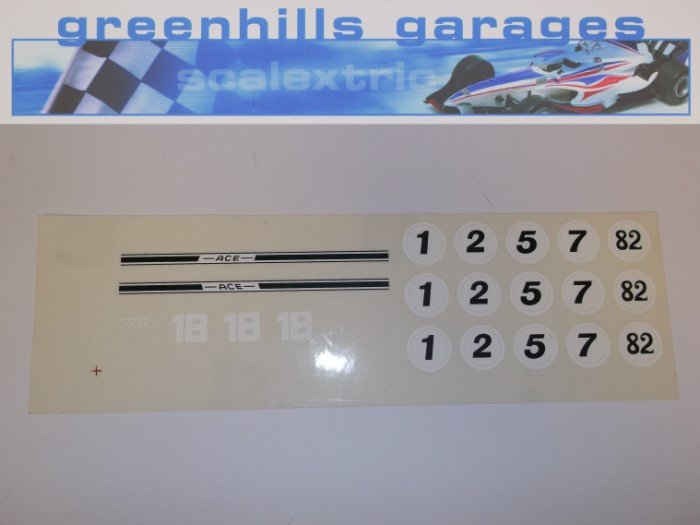 greenhills garages
scalextric
—ACE—
—ACE—
18 18 18
1 2 5 7 82
1 2 5 7 82
1 2 5 7 82